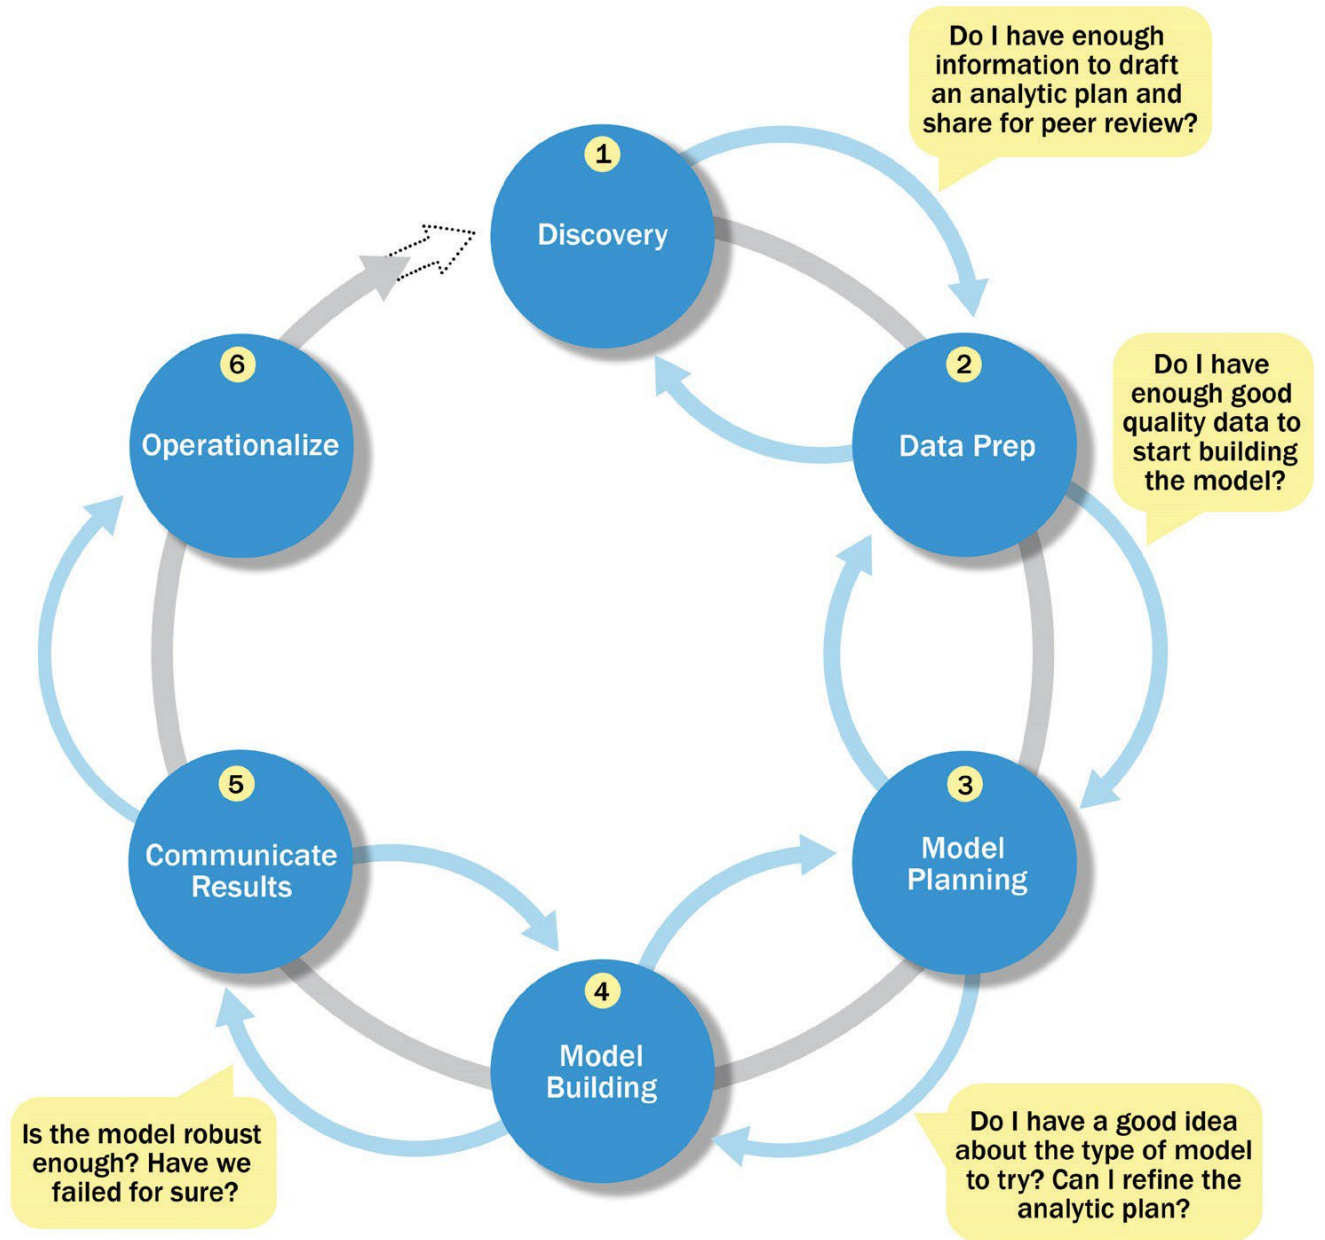 Do I have enough
information to draft
an analytic plan and
share for peer review?
1
Discovery
2
Data Prep
Do I have
enough good
quality data to
start building
the model?
3
Model
Planning
Do I have a good idea
about the type of model
to try? Can I refine the
analytic plan?
4
Model
Building
Is the model robust
enough? Have we
failed for sure?
5
Communicate
Results
6
Operationalize